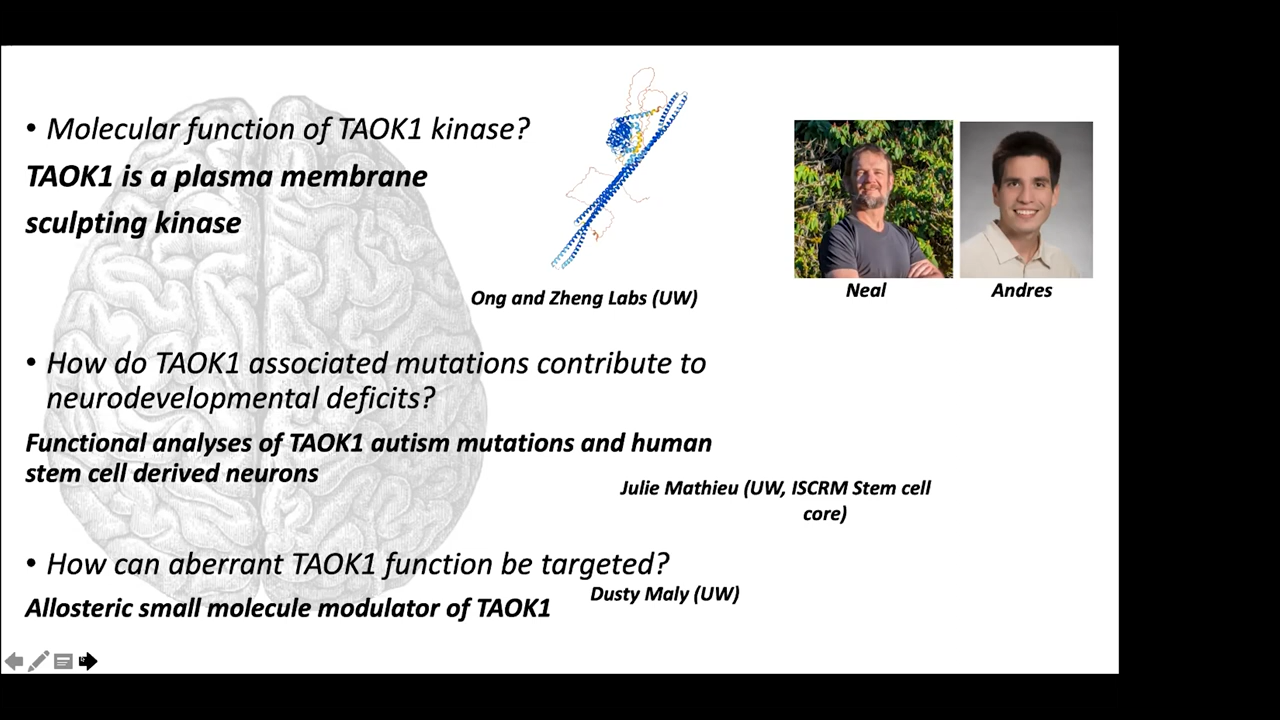 • Molecular function of TAOK1 kinase?
TAOK1 is a plasma membrane
sculpting kinase
Neal
Andres
Ong and Zheng Labs (UW)
• How do TAOK1 associated mutations contribute to
neurodevelopmental deficits?
Functional analyses of TAOK1 autism mutations and human
stem cell derived neurons
Julie Mathieu (UW, ISCRM Stem cell
core)
• How can aberrant TAOK1 function be targeted?
Dusty Maly (UW)
Allosteric small molecule modulator of TAOK1